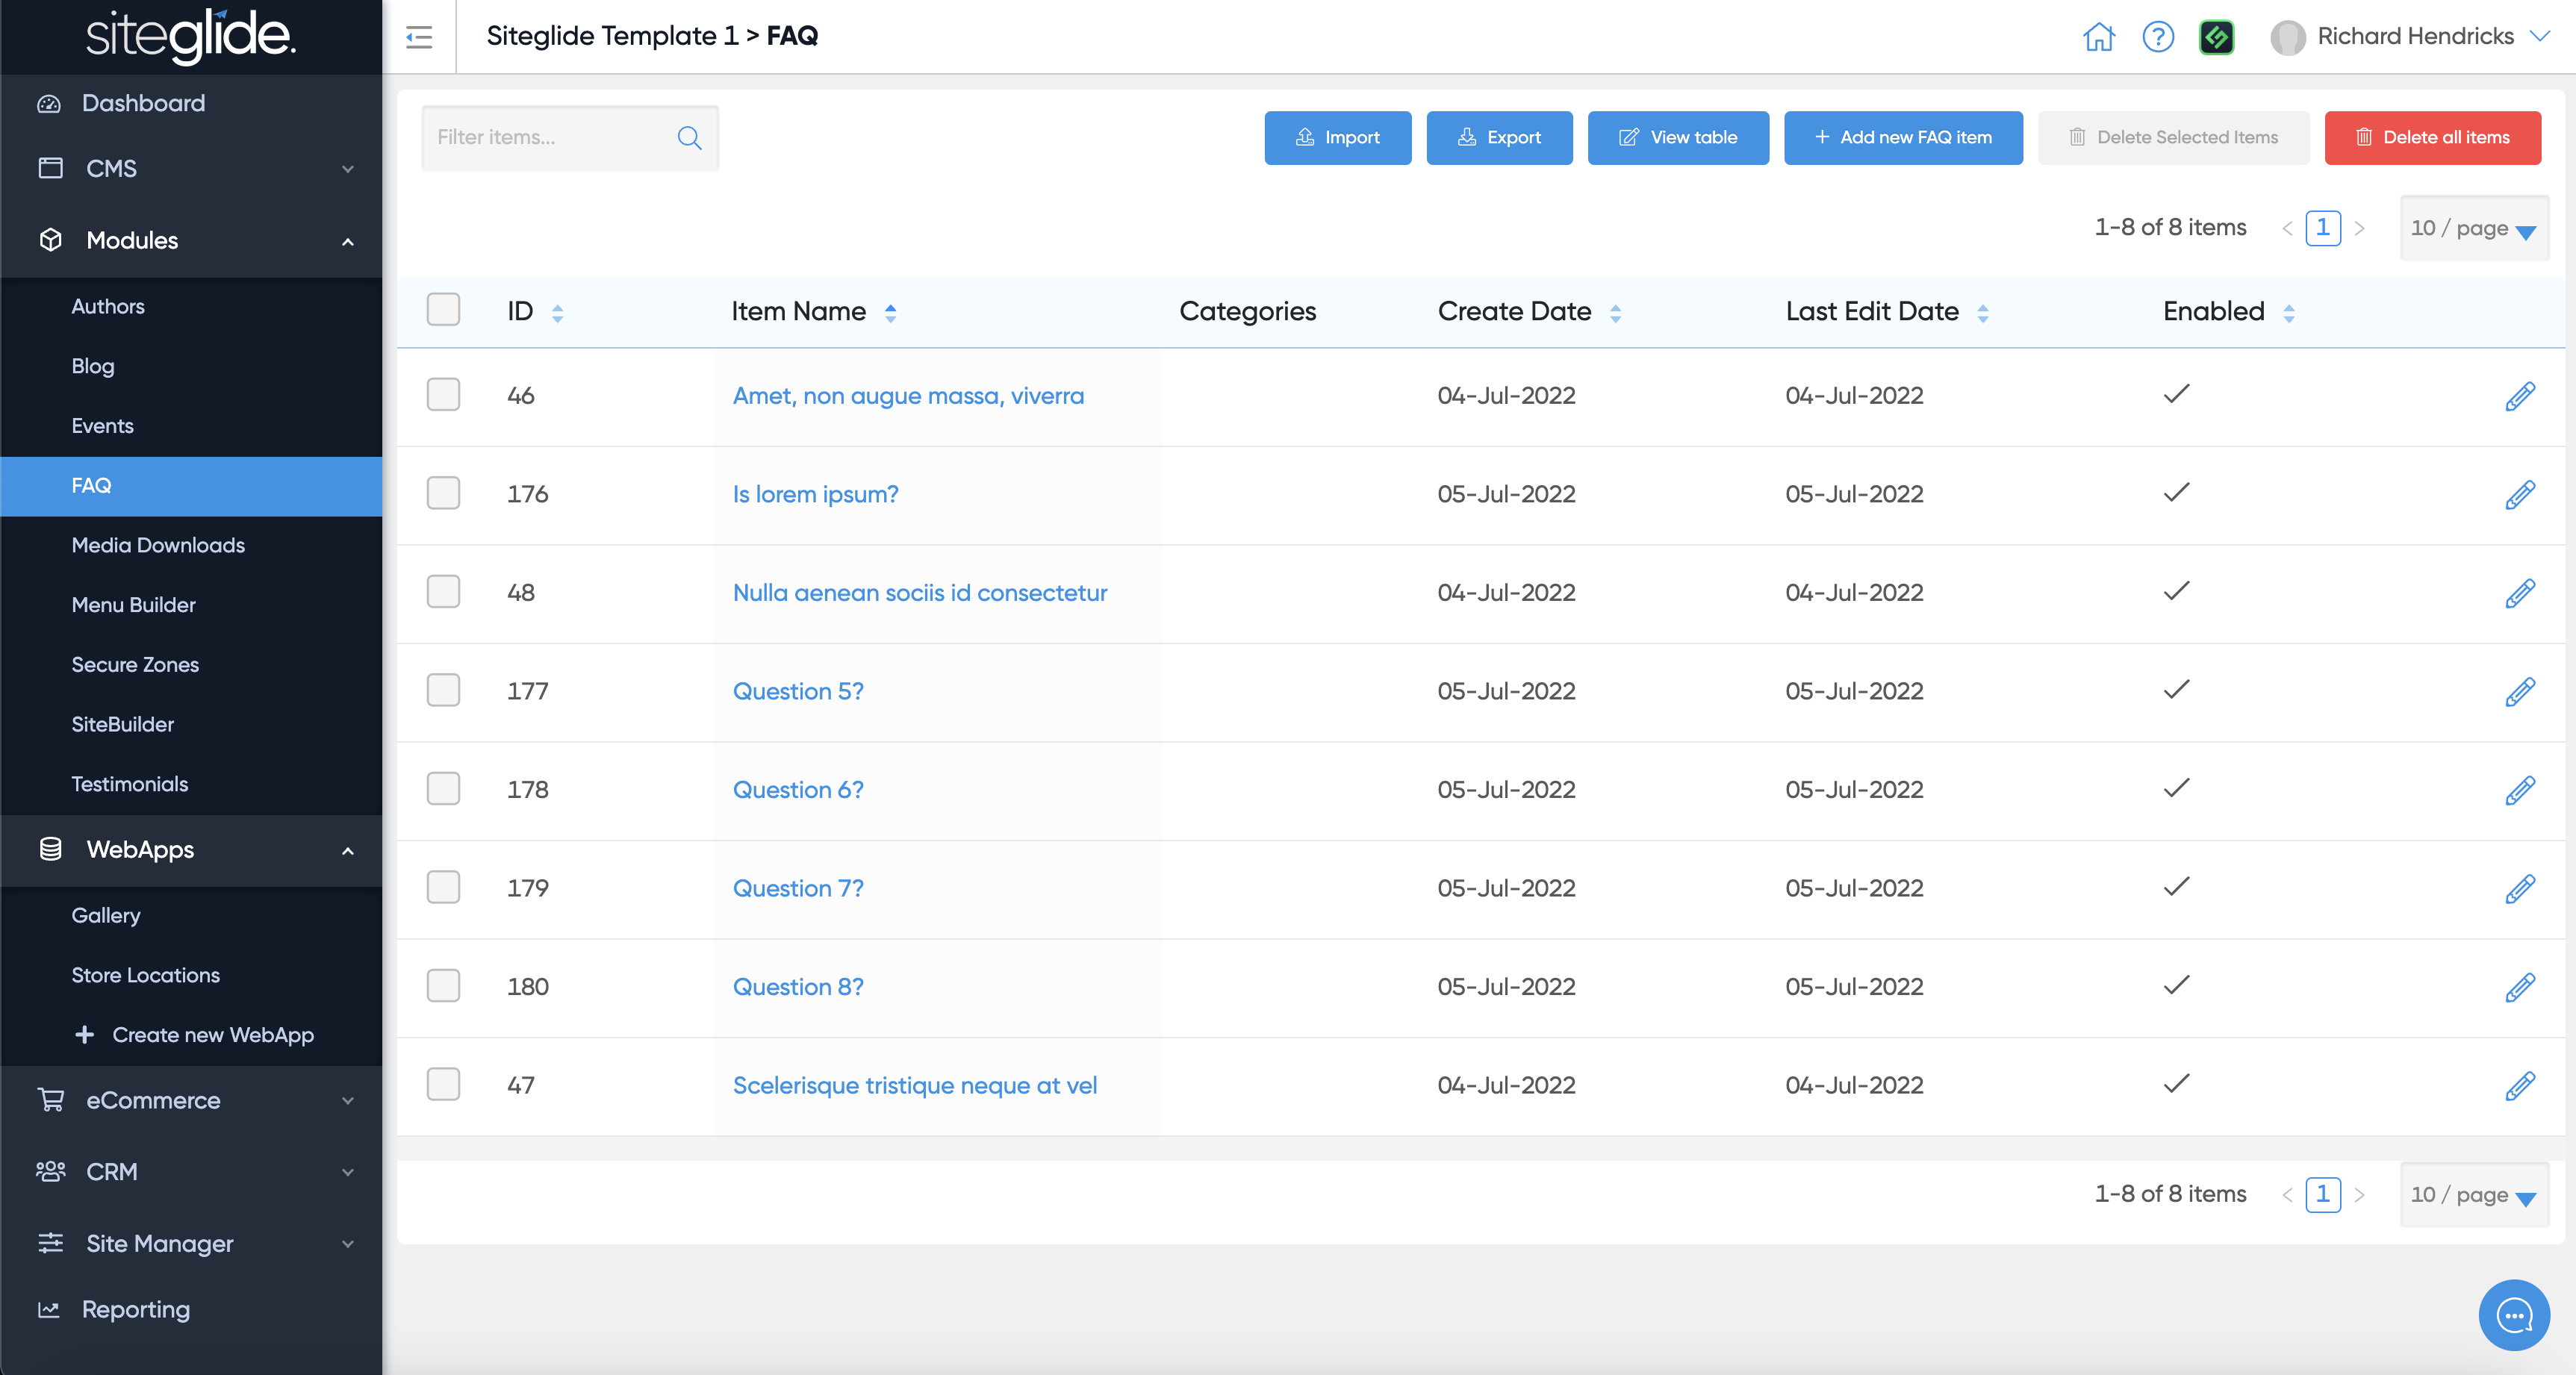 siteglide.
Siteglide Template 1 > FAQ
Richard Hendricks
Dashboard
CMS
Modules
Authors
Blog
Events
FAQ
Media Downloads
Menu Builder
Secure Zones
SiteBuilder
Testimonials
WebApps
Gallery
Store Locations
+ Create new WebApp
eCommerce
CRM
Site Manager
Reporting
Filter items...
Import
Export
View table
+ Add new FAQ item
Delete Selected Items
Delete all items
1-8 of 8 items < 1 > 10 / page
ID Item Name Categories Create Date Last Edit Date Enabled
46 Amet, non augue massa, viverra 04-Jul-2022 04-Jul-2022
176 Is lorem ipsum? 05-Jul-2022 05-Jul-2022
48 Nulla aenean sociis id consectetur 04-Jul-2022 04-Jul-2022
177 Question 5? 05-Jul-2022 05-Jul-2022
178 Question 6? 05-Jul-2022 05-Jul-2022
179 Question 7? 05-Jul-2022 05-Jul-2022
180 Question 8? 05-Jul-2022 05-Jul-2022
47 Scelerisque tristique neque at vel 04-Jul-2022 04-Jul-2022
1-8 of 8 items < 1 > 10 / page